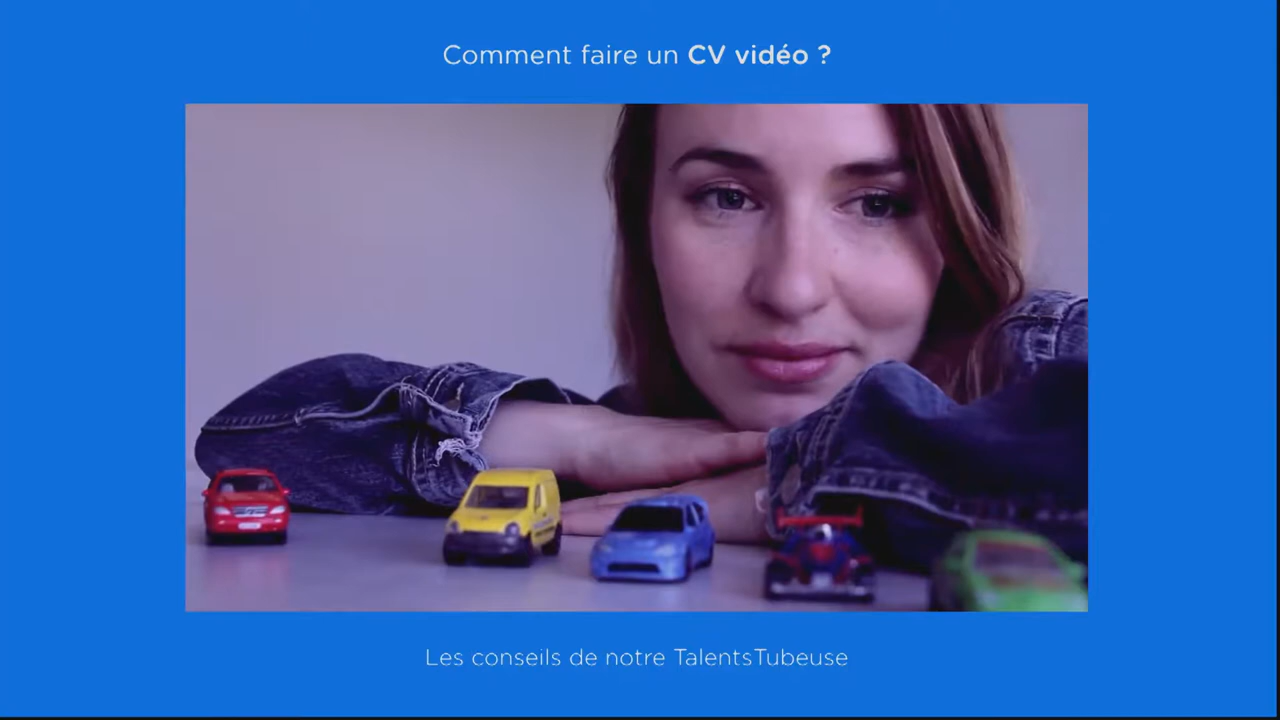 Comment faire un CV vidéo ?
Les conseils de notre TalentsTubeuse